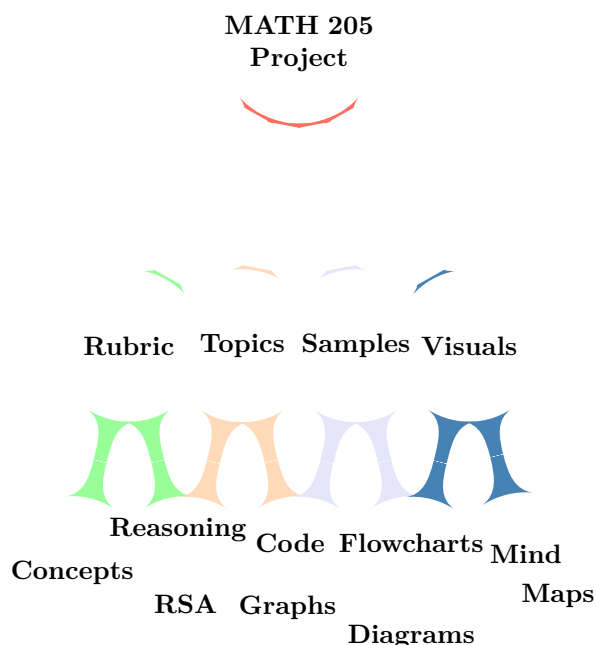 MATH 205
Project
Rubric
Topics
Samples
Visuals
Concepts
Reasoning
RSA
Code
Graphs
Flowcharts
Diagrams
Mind
Maps